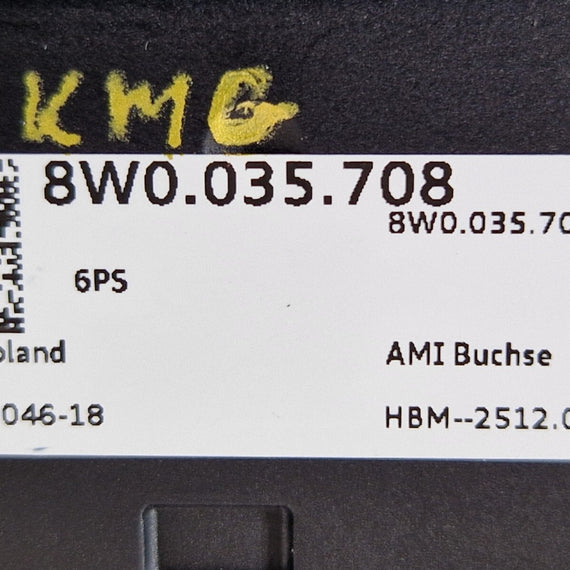 KMG
8W0.035.708
8W0.035.70
6PS
oland
AMI Buchse
046-18
HBM--2512.0